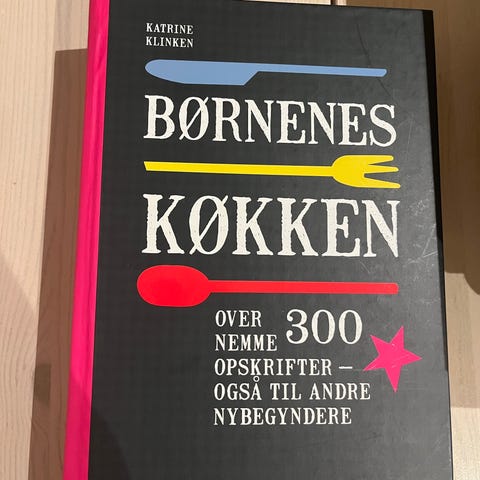 KATRINE
KLINKEN
BØRNENES
KØKKEN
OVER 300
NEMME
OPSKRIFTER –
OGSÅ TIL ANDRE
NYBEGYNDERE